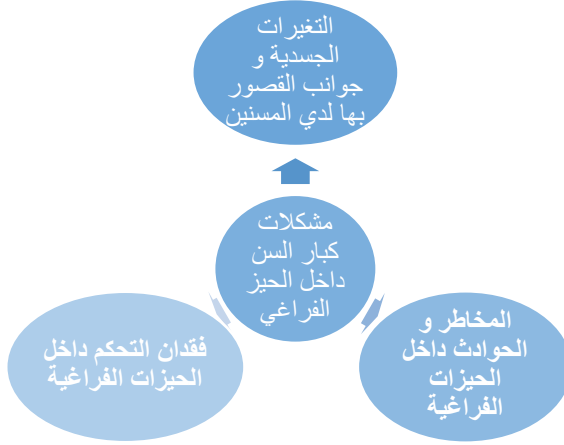 التغيرات
الجسدية و
جوانب القصور
بها لدي المسنين
مشكلات
كبار السن
داخل الحيز
الفراغي
المخاطر و
الحوادث داخل
الحيزات
الفراغية
فقدان التحكم داخل
الحيزات الفراغية